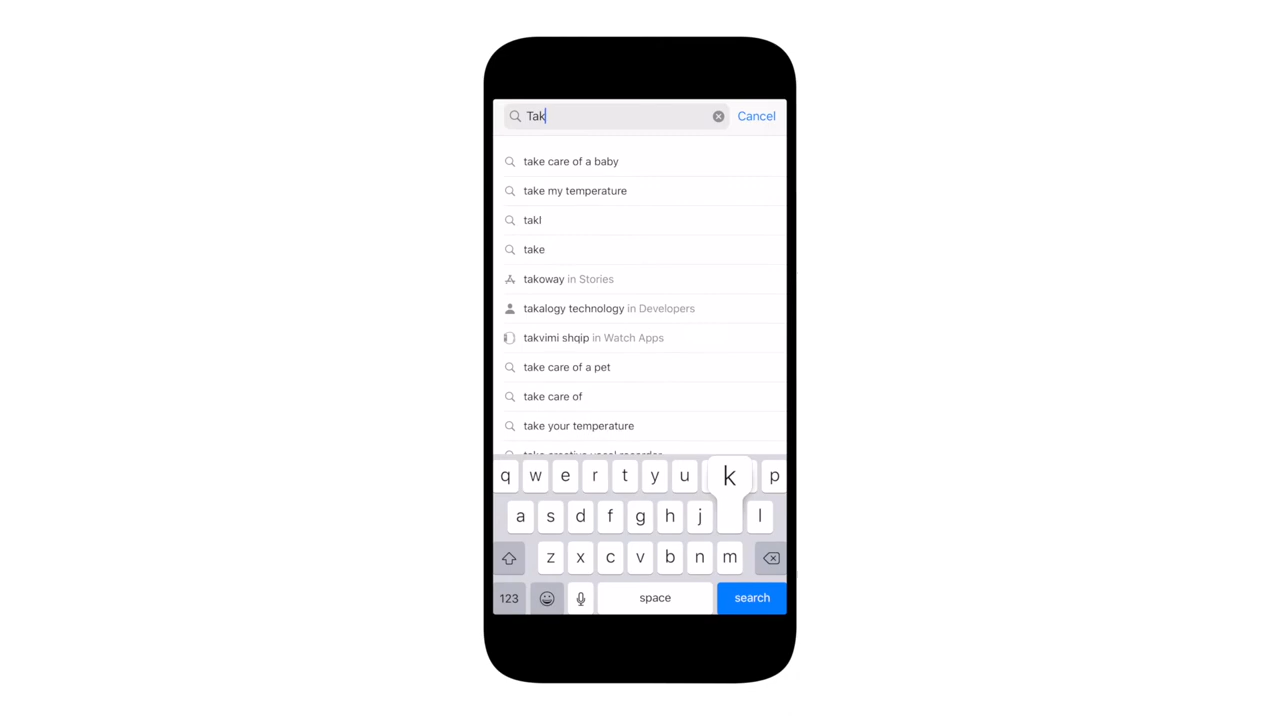 Tak Cancel
take care of a baby
take my temperature
takl
take
takoway in Stories
takalogy technology in Developers
takvimi shqip in Watch Apps
take care of a pet
take care of
take your temperature
q w e r t y u k p
a s d f g h j l
z x c v b n m
123 space search